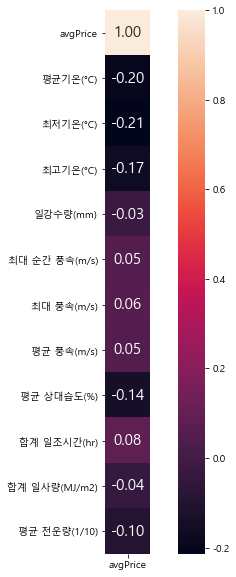 avgPrice 1.00
평균기온(°C) -0.20
최저기온(°C) -0.21
최고기온(°C) -0.17
일강수량(mm) -0.03
최대 순간 풍속(m/s) 0.05
최대 풍속(m/s) 0.06
평균 풍속(m/s) 0.05
평균 상대습도(%) -0.14
합계 일조시간(hr) 0.08
합계 일사량(MJ/m2) -0.04
평균 전운량(1/10) -0.10
avgPrice
1.0
0.8
0.6
0.4
0.2
0.0
-0.2